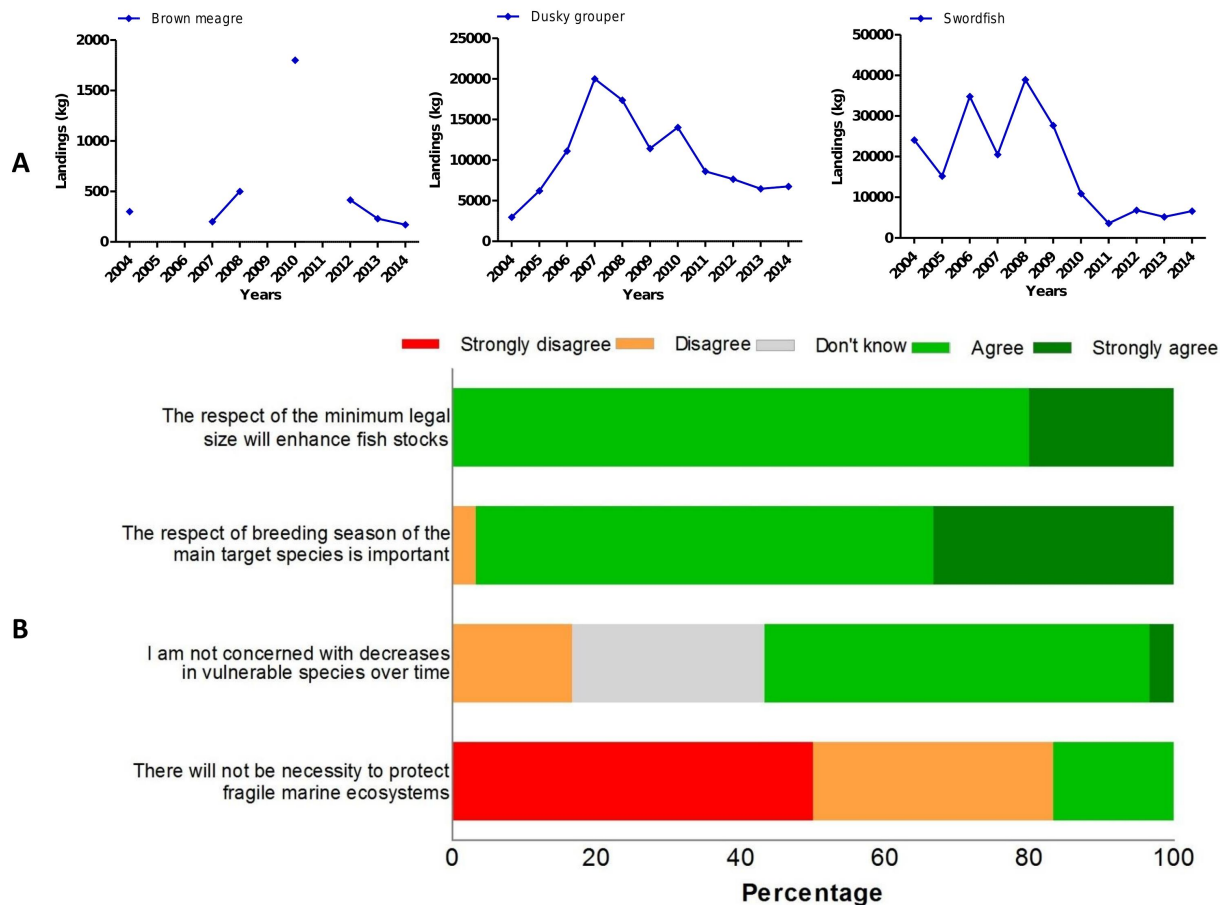 Brown meagre
2000
1500
1000
500
0
Landings (kg)
2004
2005
2006
2007
2008
2009
2010
2011
2012
2013
2014
Years
Dusky grouper
25000
20000
15000
10000
5000
0
Landings (kg)
2004
2005
2006
2007
2008
2009
2010
2011
2012
2013
2014
Years
Swordfish
50000
40000
30000
20000
10000
0
Landings (kg)
2004
2005
2006
2007
2008
2009
2010
2011
2012
2013
2014
Years
A
Strongly disagree Disagree Don't know Agree Strongly agree
The respect of the minimum legal
size will enhance fish stocks
The respect of breeding season of the
main target species is important
B
I am not concerned with decreases
in vulnerable species over time
There will not be necessity to protect
fragile marine ecosystems
0 20 40 60 80 100
Percentage